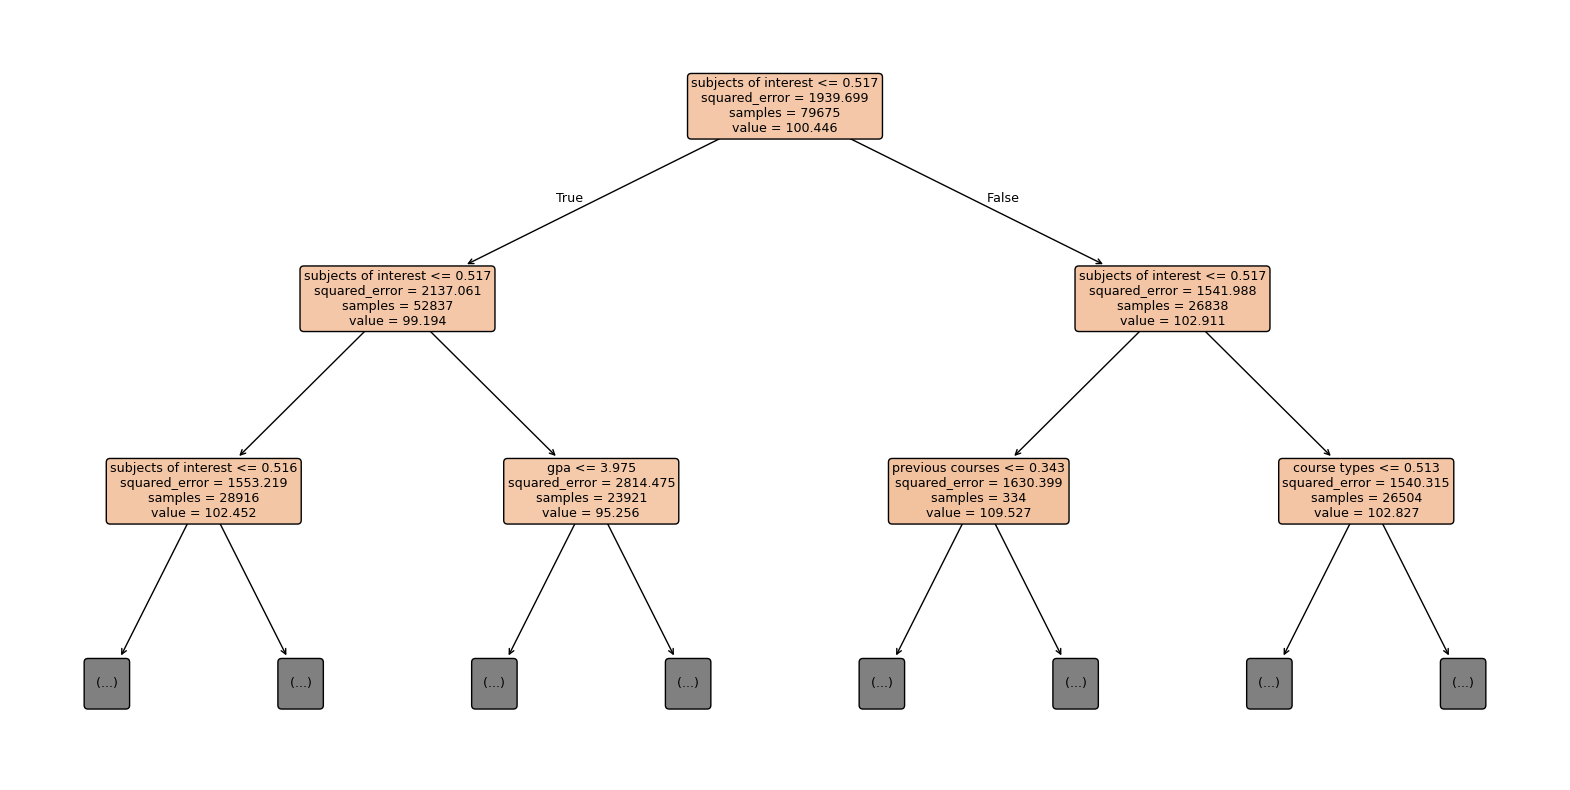 subjects of interest <= 0.517
squared_error = 1939.699
samples = 79675
value = 100.446
True
False
subjects of interest <= 0.517
squared_error = 2137.061
samples = 52837
value = 99.194
subjects of interest <= 0.517
squared_error = 1541.988
samples = 26838
value = 102.911
subjects of interest <= 0.516
squared_error = 1553.219
samples = 28916
value = 102.452
gpa <= 3.975
squared_error = 2814.475
samples = 23921
value = 95.256
previous courses <= 0.343
squared_error = 1630.399
samples = 334
value = 109.527
course types <= 0.513
squared_error = 1540.315
samples = 26504
value = 102.827
(...)
(...)
(...)
(...)
(...)
(...)
(...)
(...)